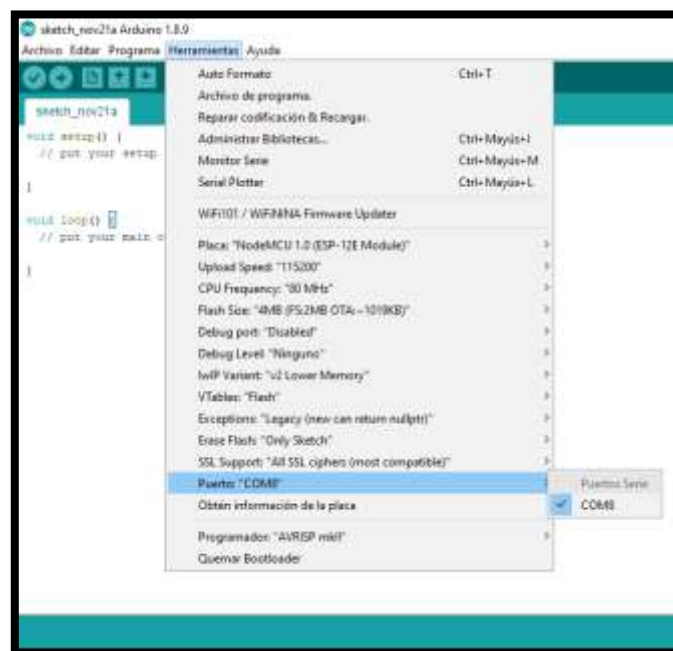 sketch_nov21a Arduino 1.8.9
Archivo Editar Programa Herramientas Ayuda
sketch_nov21a
void setup() {
// put your setup
}
void loop() {
// put your main c
}
Auto Formato Ctrl+T
Archivo de programa.
Reparar codificación & Recargar.
Administrar Bibliotecas... Ctrl+Mayús+I
Monitor Serie Ctrl+Mayús+M
Serial Plotter Ctrl+Mayús+L
WiFi101 / WiFiNINA Firmware Updater
Placa: "NodeMCU 1.0 (ESP-12E Module)"
Upload Speed: "115200"
CPU Frequency: "80 MHz"
Flash Size: "4MB (FS:2MB OTA:~1019KB)"
Debug port: "Disabled"
Debug Level: "Ninguno"
lwIP Variant: "v2 Lower Memory"
VTables: "Flash"
Exceptions: "Legacy (new can return nullptr)"
Erase Flash: "Only Sketch"
SSL Support: "All SSL ciphers (most compatible)"
Puerto: "COM8"
Puertos Serie
COM8
Obtén información de la placa
Programador: "AVRISP mkII"
Quemar Bootloader